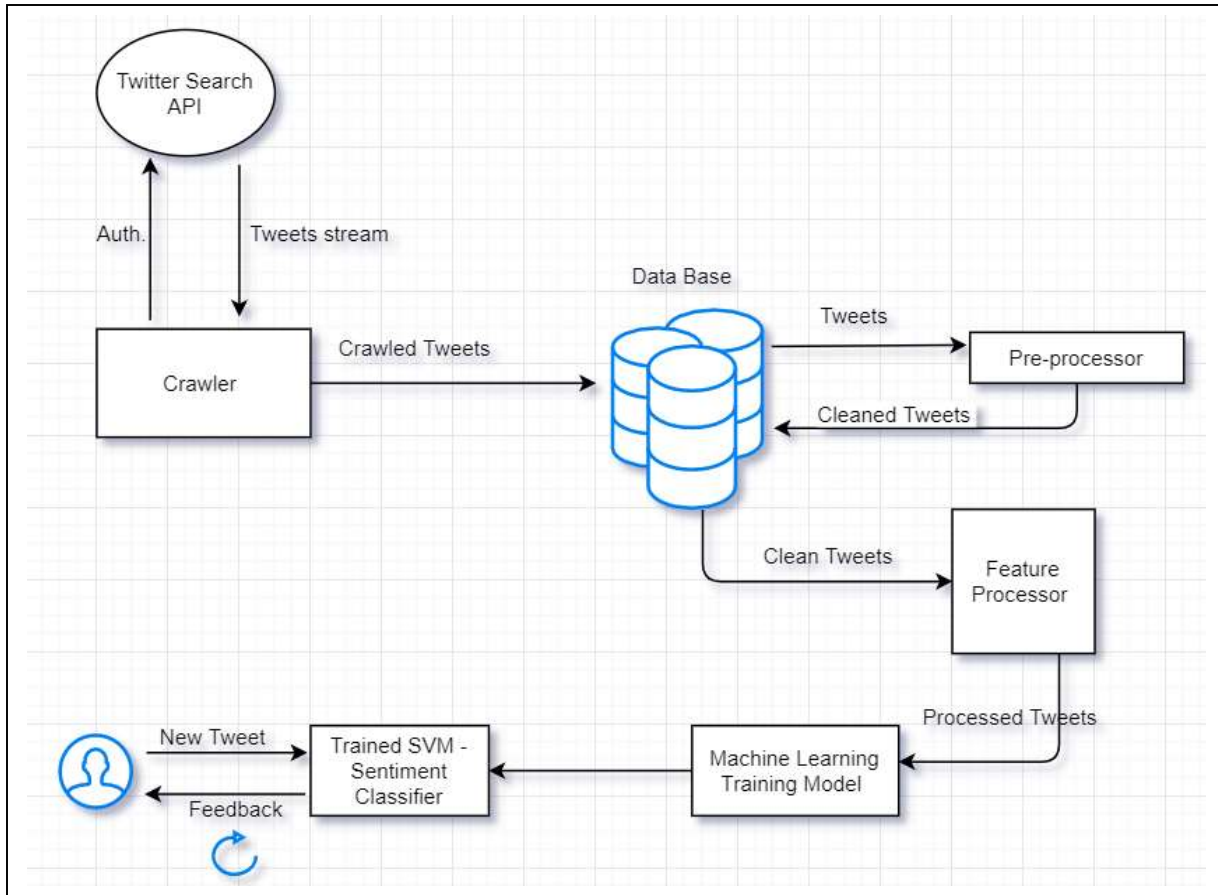 Twitter Search
API
Auth.
Tweets stream
Data Base
Tweets
Crawled Tweets
Pre-processor
Crawler
Cleaned Tweets
Clean Tweets
Feature
Processor
Processed Tweets
New Tweet
Trained SVM -
Sentiment
Classifier
Machine Learning
Training Model
Feedback